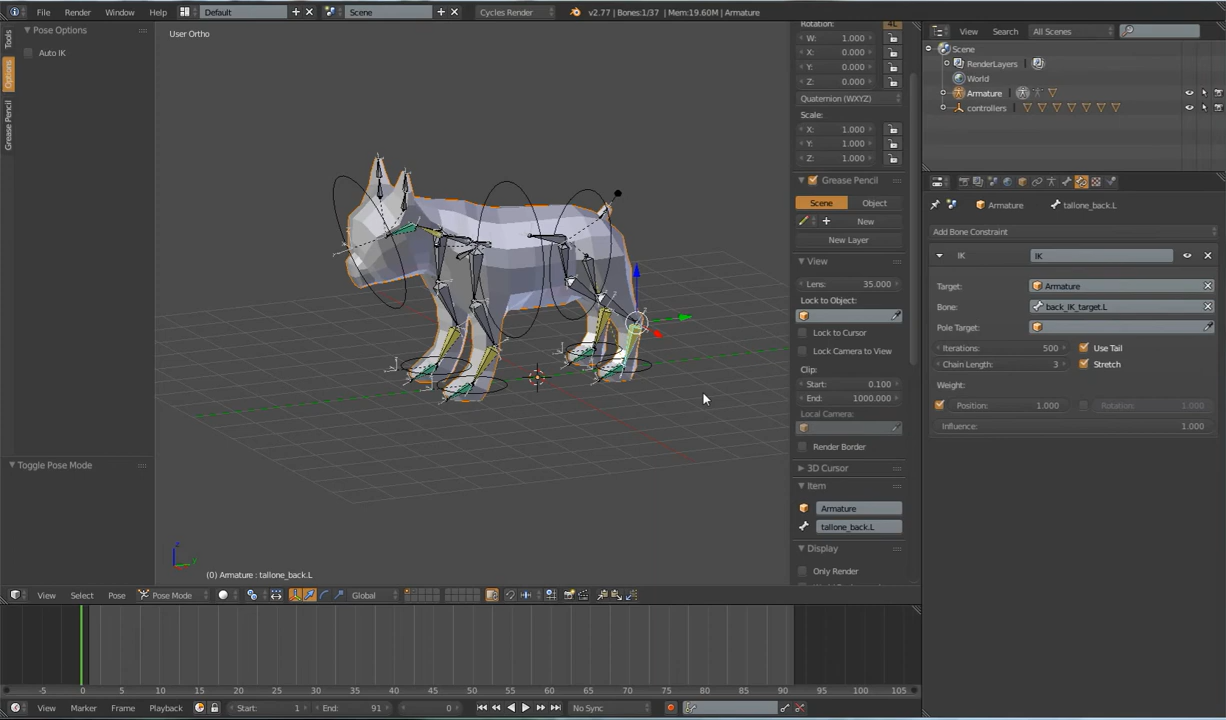 File Render Window Help Default Scene Cycles Render v2.77 | Bones:1/37 | Mem:19.60M | Armature
Tools
Options
Grease Pencil
Pose Options
Auto IK
Toggle Pose Mode
User Ortho
(0) Armature : tallone_back.L
Rotation: 4L
W: 1.000
X: 0.000
Y: 0.000
Z: 0.000
Quaternion (WXYZ)
Scale:
X: 1.000
Y: 1.000
Z: 1.000
Grease Pencil
Scene Object
New
New Layer
View
Lens: 35.000
Lock to Object:
Lock to Cursor
Lock Camera to View
Clip:
Start: 0.100
End: 1000.000
Local Camera:
Render Border
3D Cursor
Item
Armature
tallone_back.L
Display
Only Render
View Search All Scenes
Scene
RenderLayers
World
Armature
controllers
Armature tallone_back.L
Add Bone Constraint
IK IK
Target: Armature
Bone: back_IK_target.L
Pole Target:
Iterations: 500 Use Tail
Chain Length: 3 Stretch
Weight:
Position: 1.000 Rotation: 1.000
Influence: 1.000
View Select Pose Pose Mode Global
-5 0 5 10 15 20 25 30 35 40 45 50 55 60 65 70 75 80 85 90 95 100 105
View Marker Frame Playback Start: 1 End: 91 0 No Sync